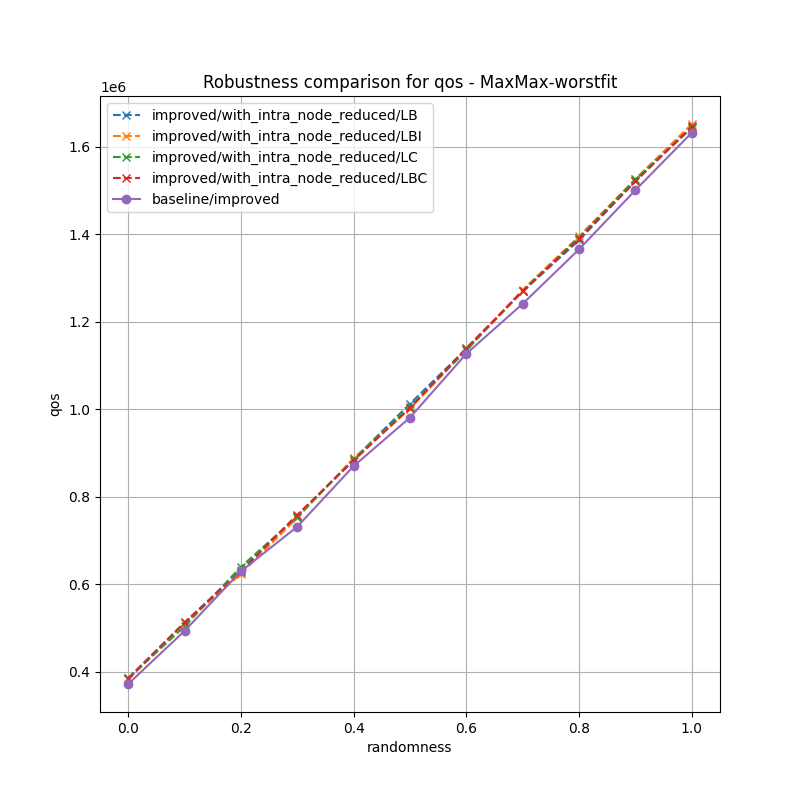 Robustness comparison for qos - MaxMax-worstfit
1e6
improved/with_intra_node_reduced/LB
improved/with_intra_node_reduced/LBI
improved/with_intra_node_reduced/LC
improved/with_intra_node_reduced/LBC
baseline/improved
1.6
1.4
1.2
1.0
0.8
0.6
0.4
qos
0.0 0.2 0.4 0.6 0.8 1.0
randomness